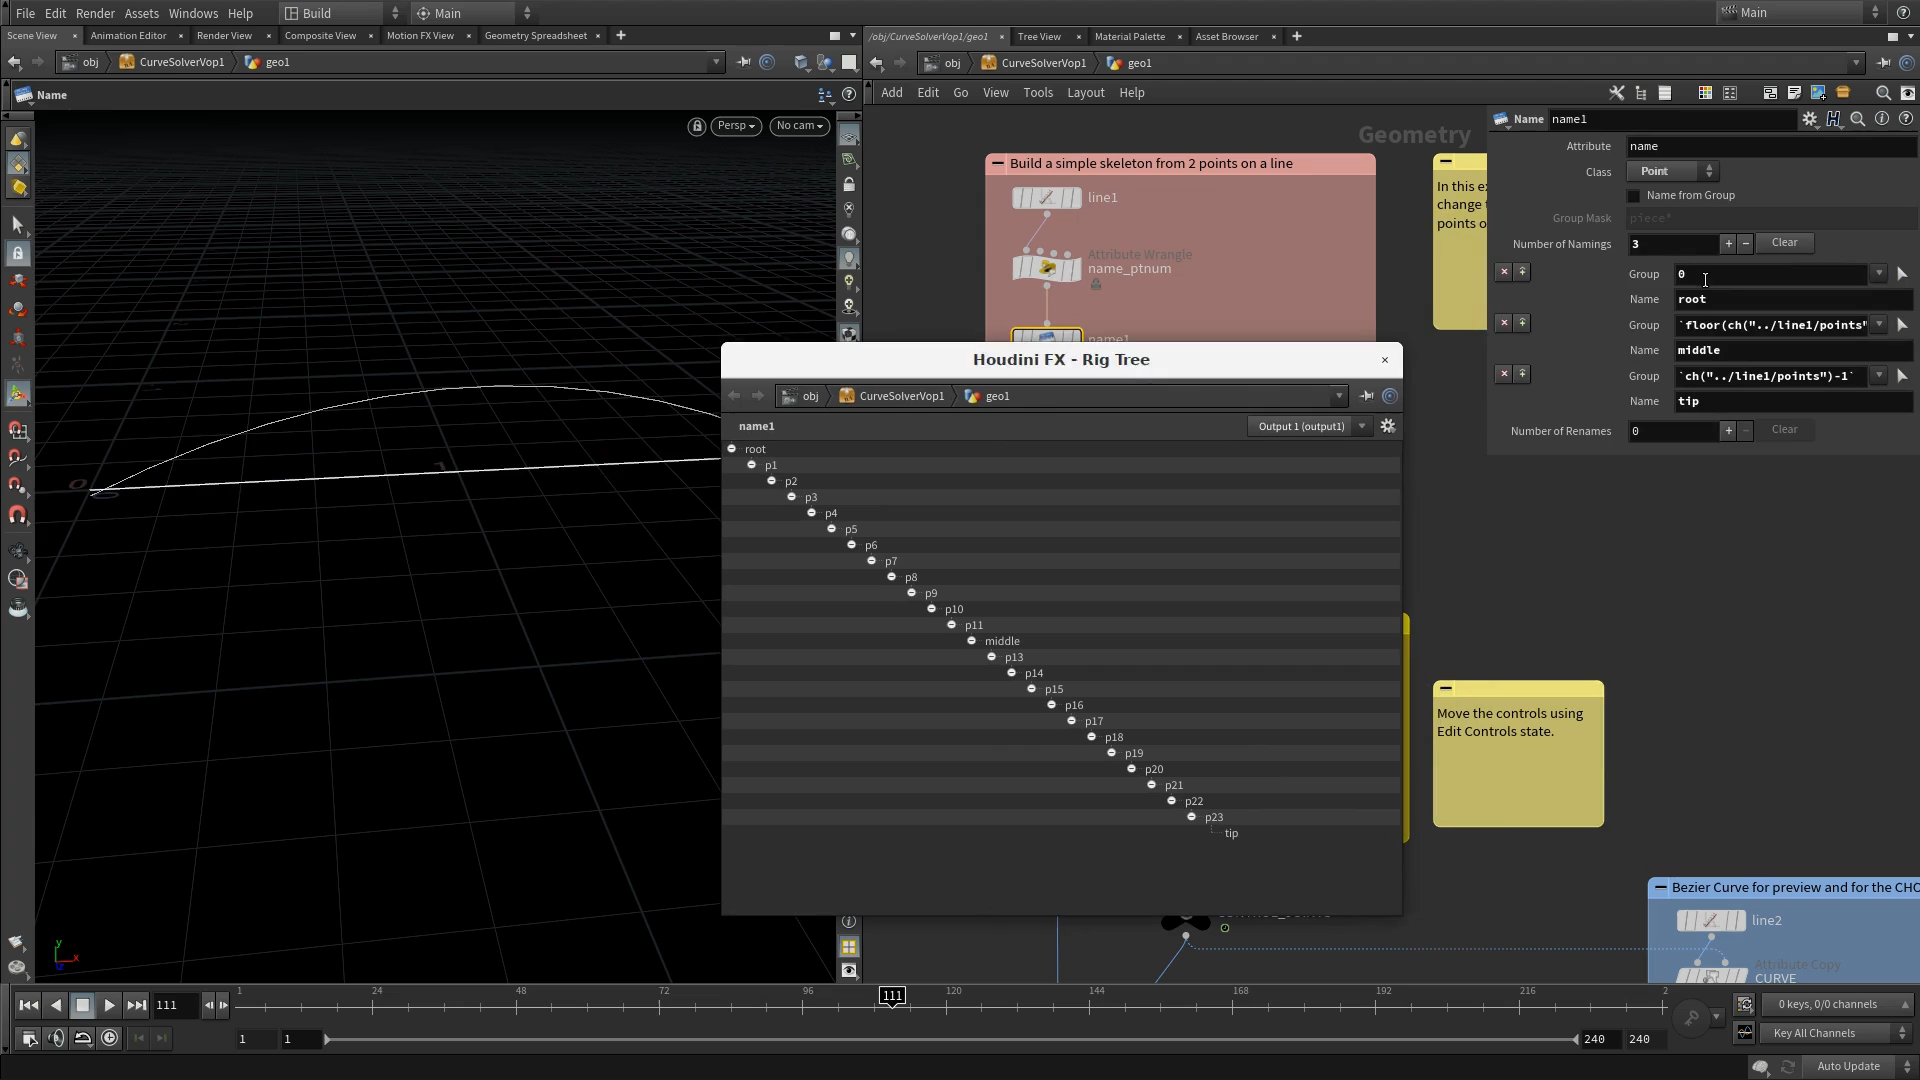 File Edit Render Assets Windows Help Build Main Main
Scene View Animation Editor Render View Composite View Motion FX View Geometry Spreadsheet
/obj/CurveSolverVop1/geo1 Tree View Material Palette Asset Browser
obj CurveSolverVop1 geo1
obj CurveSolverVop1 geo1
Add Edit Go View Tools Layout Help
Name
Persp No cam
Geometry
Build a simple skeleton from 2 points on a line
line1
Attribute Wrangle
name_ptnum
name1
In this ex
change t
points o
Name name1
Attribute name
Class Point
Name from Group
Group Mask piece*
Number of Namings 3 Clear
Group 0
Name root
Group `floor(ch("../line1/points"
Name middle
Group `ch("../line1/points")-1`
Name tip
Number of Renames 0 Clear
Houdini FX - Rig Tree
obj CurveSolverVop1 geo1
name1 Output 1 (output1)
root
p1
p2
p3
p4
p5
p6
p7
p8
p9
p10
p11
middle
p13
p14
p15
p16
p17
p18
p19
p20
p21
p22
p23
tip
Move the controls using
Edit Controls state.
Bezier Curve for preview and for the CHO
line2
Attribute Copy
CURVE
y
x
111 1 24 48 72 96 111 120 144 168 192 216 2
0 keys, 0/0 channels
1 1 240 240 Key All Channels
Auto Update